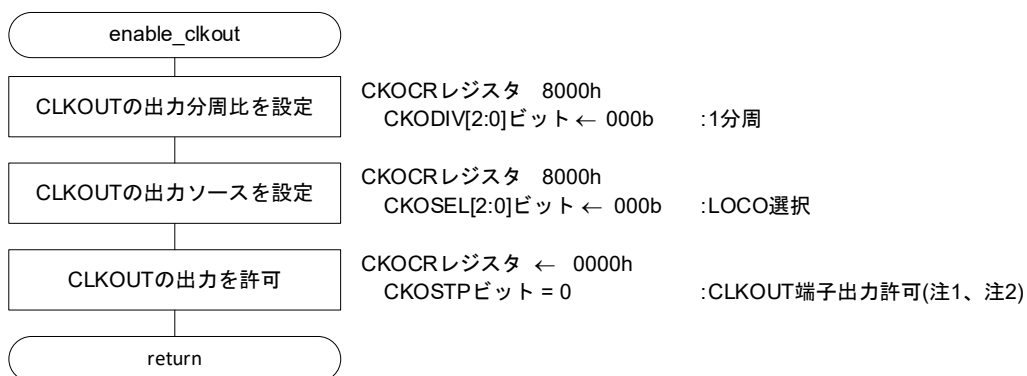 enable_clkout
CLKOUTの出力分周比を設定
CKOCRレジスタ 8000h
CKODIV[2:0]ビット ← 000b :1分周
CLKOUTの出力ソースを設定
CKOCRレジスタ 8000h
CKOSEL[2:0]ビット ← 000b :LOCO選択
CLKOUTの出力を許可
CKOCRレジスタ ← 0000h
CKOSTPビット = 0 :CLKOUT端子出力許可(注1、注2)
return